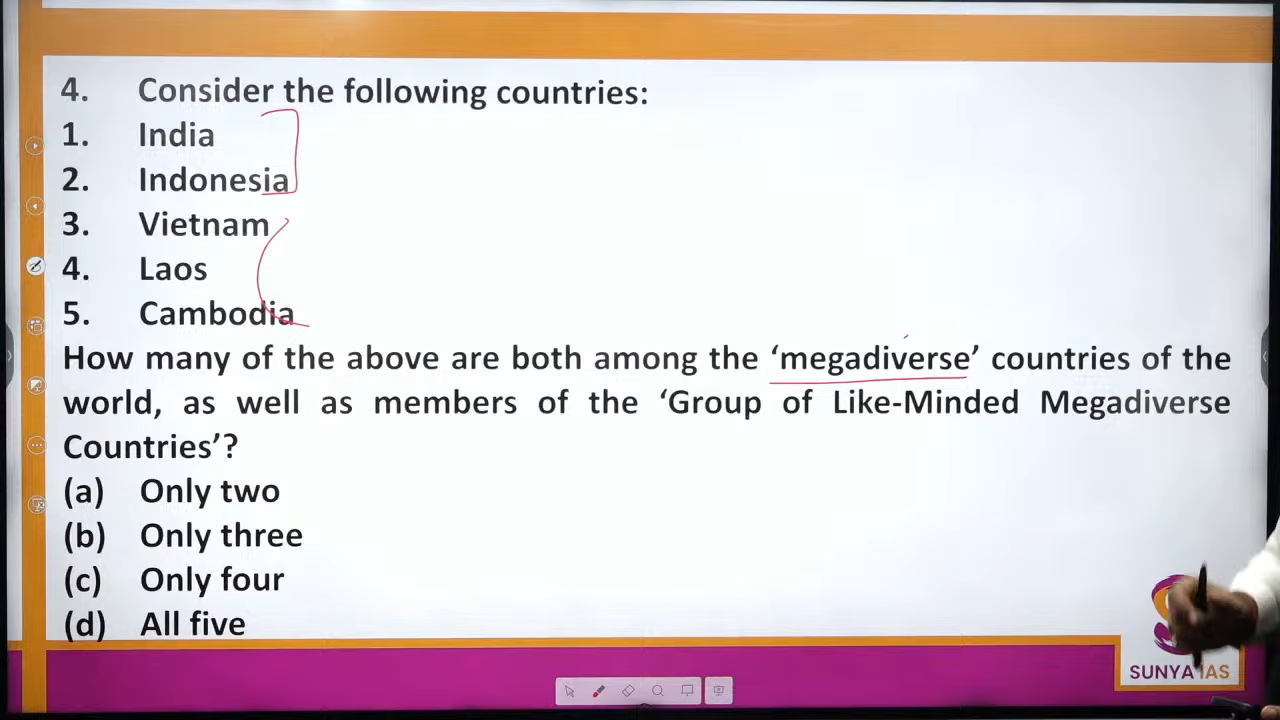 4. Consider the following countries:
1. India
2. Indonesia
3. Vietnam
4. Laos
5. Cambodia
How many of the above are both among the ‘megadiverse’ countries of the
world, as well as members of the ‘Group of Like-Minded Megadiverse
Countries’?
(a) Only two
(b) Only three
(c) Only four
(d) All five
SUNYA IAS